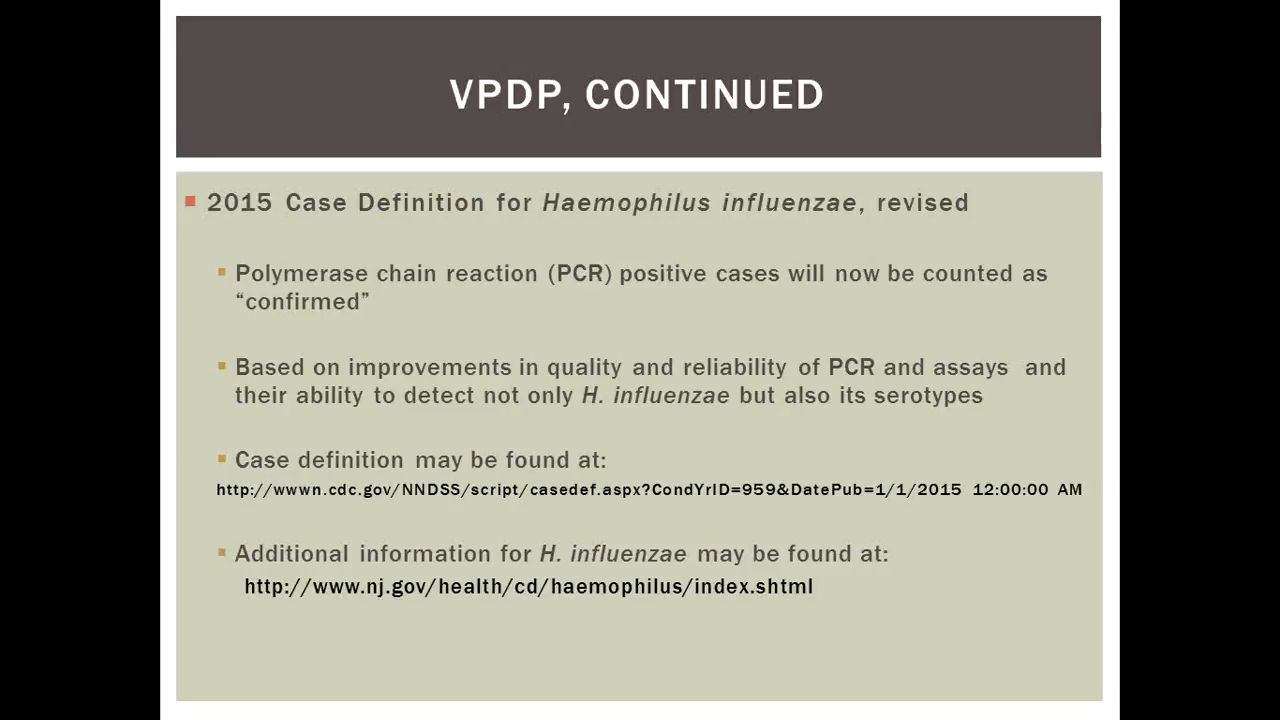 VPDP, CONTINUED
2015 Case Definition for Haemophilus influenzae, revised
Polymerase chain reaction (PCR) positive cases will now be counted as
“confirmed”
Based on improvements in quality and reliability of PCR and assays and
their ability to detect not only H. influenzae but also its serotypes
Case definition may be found at:
http://wwwn.cdc.gov/NNDSS/script/casedef.aspx?CondYrID=959&DatePub=1/1/2015 12:00:00 AM
Additional information for H. influenzae may be found at:
http://www.nj.gov/health/cd/haemophilus/index.shtml